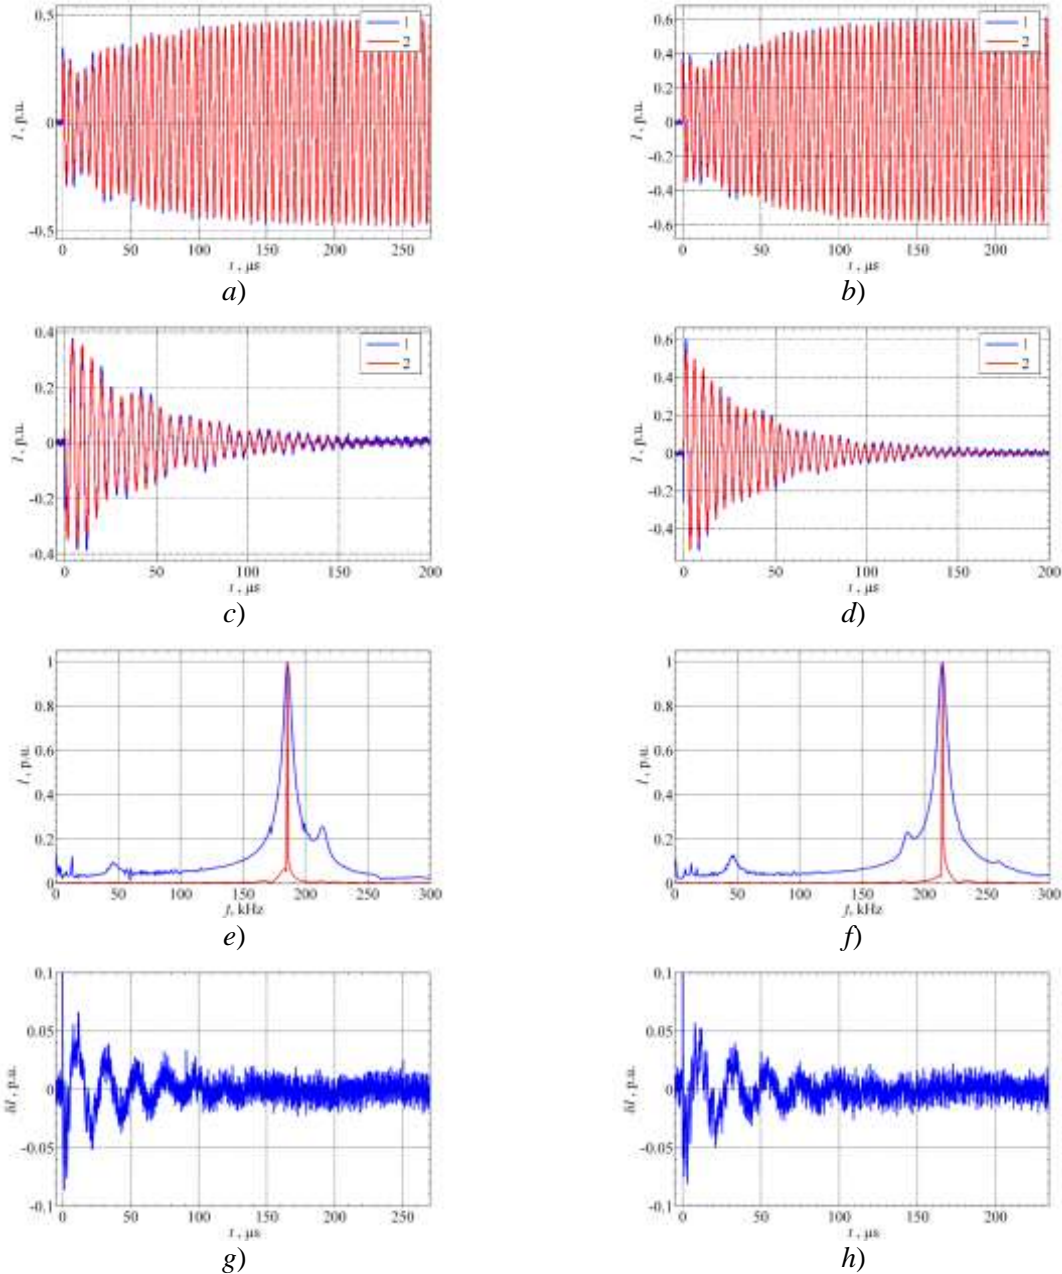 0.5
0
-0.5
I, p.u.
1
2
0 50 100 150 200 250
t, μs
a)
0.6
0.4
0.2
0
-0.2
-0.4
-0.6
I, p.u.
1
2
0 50 100 150 200
t, μs
b)
0.4
0.2
0
-0.2
-0.4
I, p.u.
1
2
0 50 100 150 200
t, μs
c)
0.6
0.4
0.2
0
-0.2
-0.4
I, p.u.
1
2
0 50 100 150 200
t, μs
d)
1
0.8
0.6
0.4
0.2
0
I, p.u.
0 50 100 150 200 250 300
f, kHz
e)
1
0.8
0.6
0.4
0.2
0
I, p.u.
0 50 100 150 200 250 300
f, kHz
f)
0.1
0.05
0
-0.05
-0.1
δI, p.u.
0 50 100 150 200 250
t, μs
g)
0.1
0.05
0
-0.05
-0.1
δI, p.u.
0 50 100 150 200
t, μs
h)